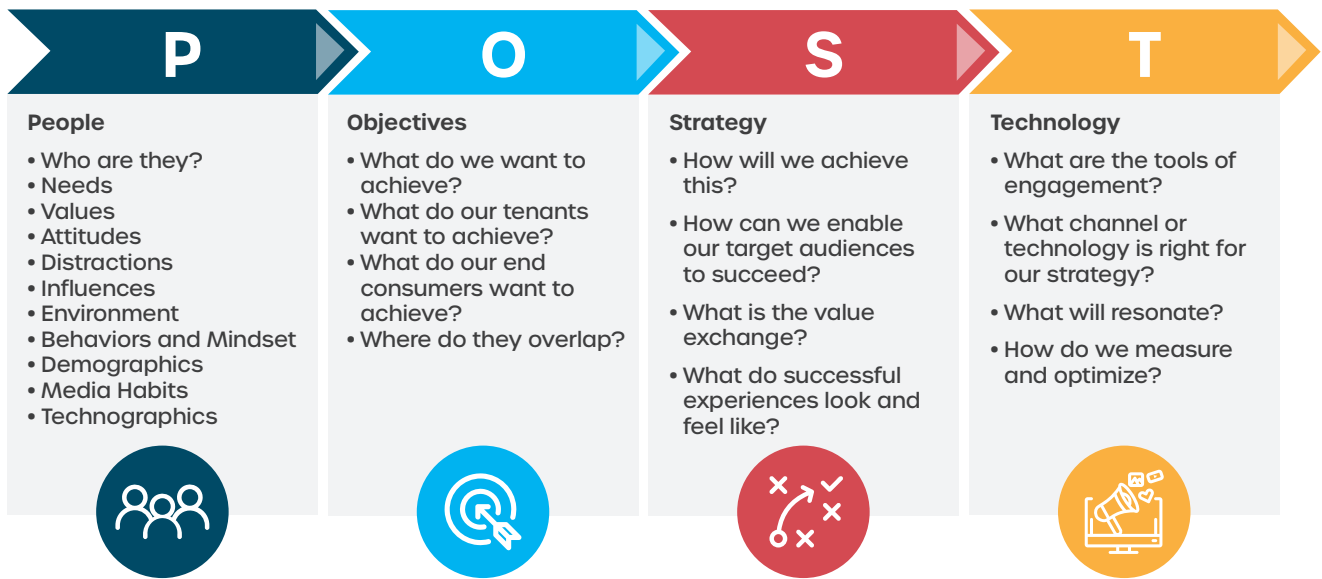 P
People
• Who are they?
• Needs
• Values
• Attitudes
• Distractions
• Influences
• Environment
• Behaviors and Mindset
• Demographics
• Media Habits
• Technographics
O
Objectives
• What do we want to
achieve?
• What do our tenants
want to achieve?
• What do our end
consumers want to
achieve?
• Where do they overlap?
S
Strategy
• How will we achieve
this?
• How can we enable
our target audiences
to succeed?
• What is the value
exchange?
• What do successful
experiences look and
feel like?
T
Technology
• What are the tools of
engagement?
• What channel or
technology is right for
our strategy?
• What will resonate?
• How do we measure
and optimize?